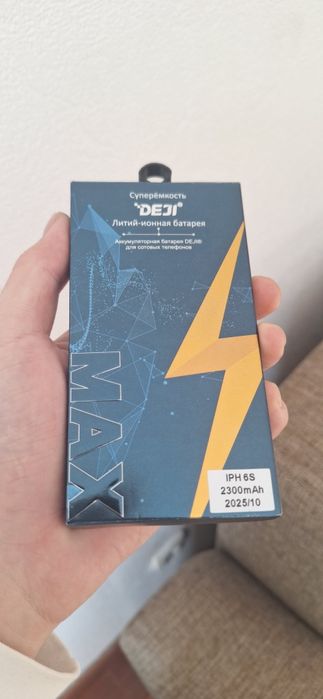 Суперёмкость
DEJI®
Литий-ионная батарея
Аккумуляторная батарея DEJI®
для сотовых телефонов
MAX
IPH 6S
2300mAh
2025/10